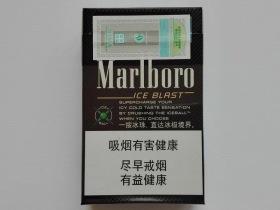 Marlboro
ICE BLAST
SUPERCHARGE YOUR
ICY COLD TASTE SENSATION
BY CRUSHING THE ICEBALL™
WHEN YOU CHOOSE
一按冰珠，直达冰极境界。
吸烟有害健康
尽早戒烟
有益健康